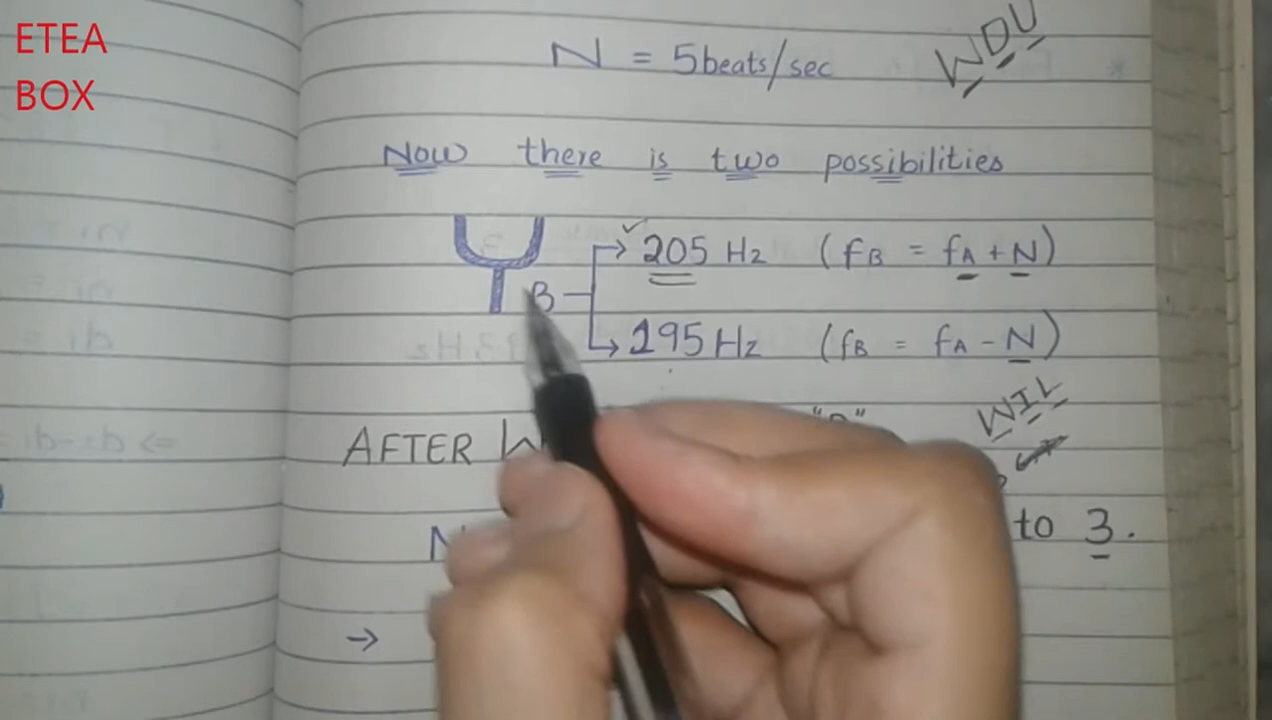 ETEA
BOX
N = 5beats/sec
WDU
Now there is two possibilities
205 Hz (fB = fA + N)
B
195 Hz (fB = fA - N)
WIL
AFTER
N
to 3.
→